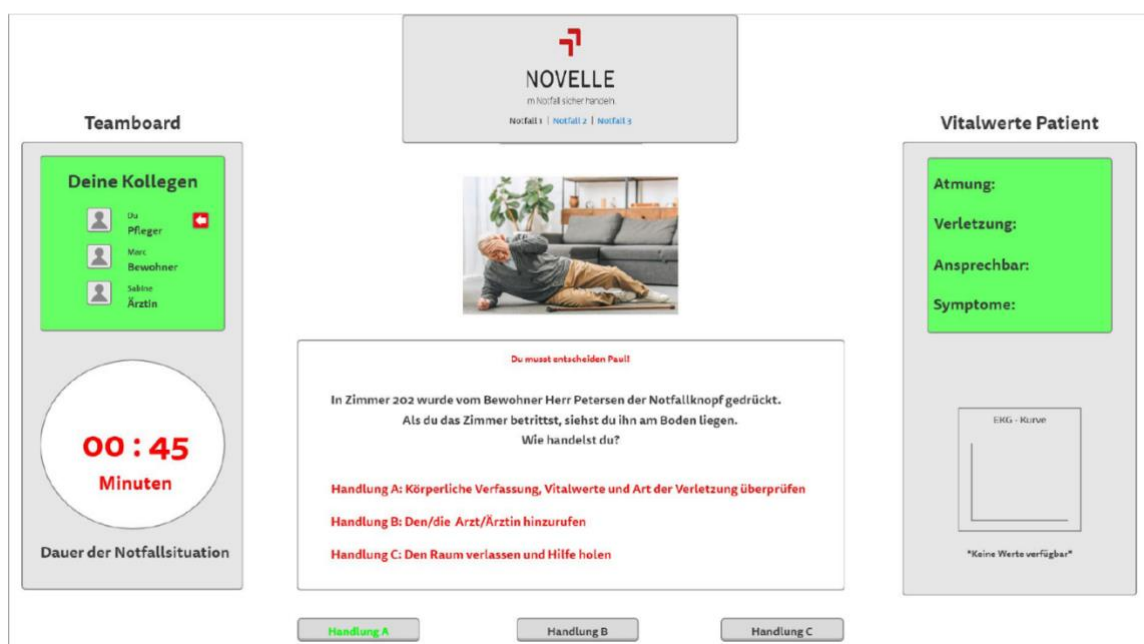 NOVELLE
m Notfall sicher handeln.
Notfall 1 | Notfall 2 | Notfall 3
Teamboard
Deine Kollegen
Du
Pfleger
Marc
Bewohner
Sabine
Ärztin
00 : 45
Minuten
Dauer der Notfallsituation
Du musst entscheiden Paul!
In Zimmer 202 wurde vom Bewohner Herr Petersen der Notfallknopf gedrückt.
Als du das Zimmer betrittst, siehst du ihn am Boden liegen.
Wie handelst du?
Handlung A: Körperliche Verfassung, Vitalwerte und Art der Verletzung überprüfen
Handlung B: Den/die Arzt/Ärztin hinzurufen
Handlung C: Den Raum verlassen und Hilfe holen
Handlung A
Handlung B
Handlung C
Vitalwerte Patient
Atmung:
Verletzung:
Ansprechbar:
Symptome:
EKG - Kurve
*Keine Werte verfügbar*